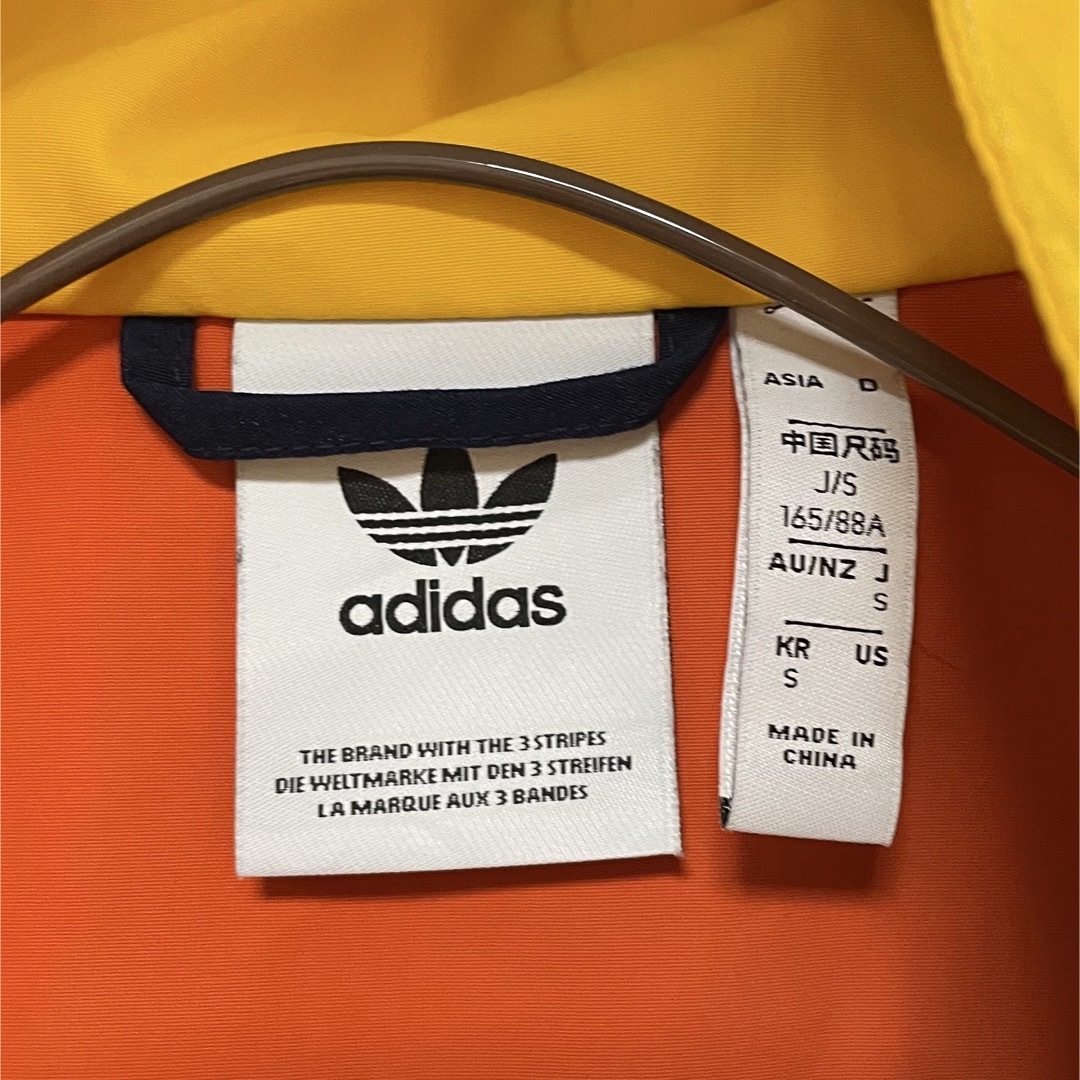 adidas
THE BRAND WITH THE 3 STRIPES
DIE WELTMARKE MIT DEN 3 STREIFEN
LA MARQUE AUX 3 BANDES
ASIA D
中国尺码
J/S
165/88A
AU/NZ J
S
KR US
S
MADE IN
CHINA